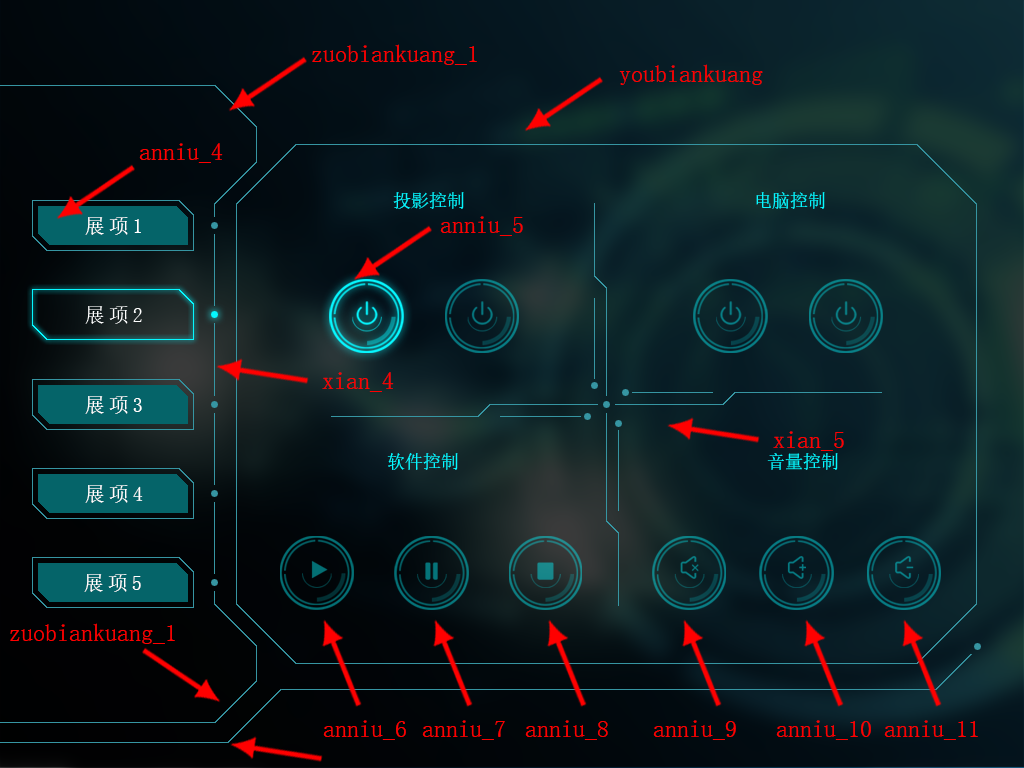 zuobiankuang_1
youbiankuang
anniu_4
投影控制
电脑控制
展项1
anniu_5
展项2
xian_4
展项3
xian_5
软件控制
音量控制
展项4
展项5
zuobiankuang_1
anniu_6
anniu_7
anniu_8
anniu_9
anniu_10
anniu_11